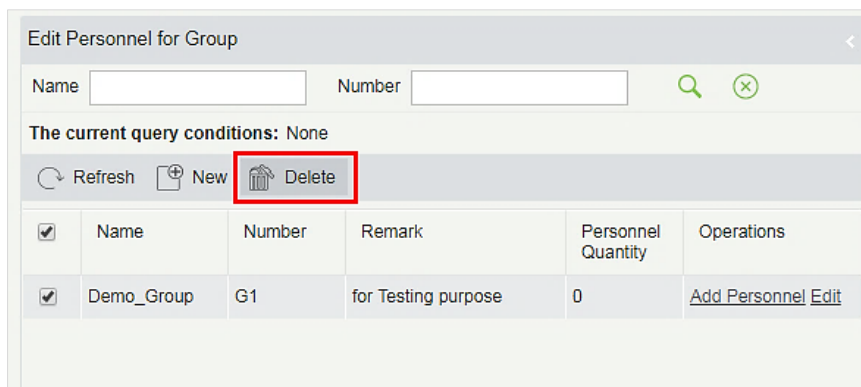 Edit Personnel for Group
Name Number
The current query conditions: None
Refresh New Delete
Name Number Remark Personnel Quantity Operations
Demo_Group G1 for Testing purpose 0 Add Personnel Edit